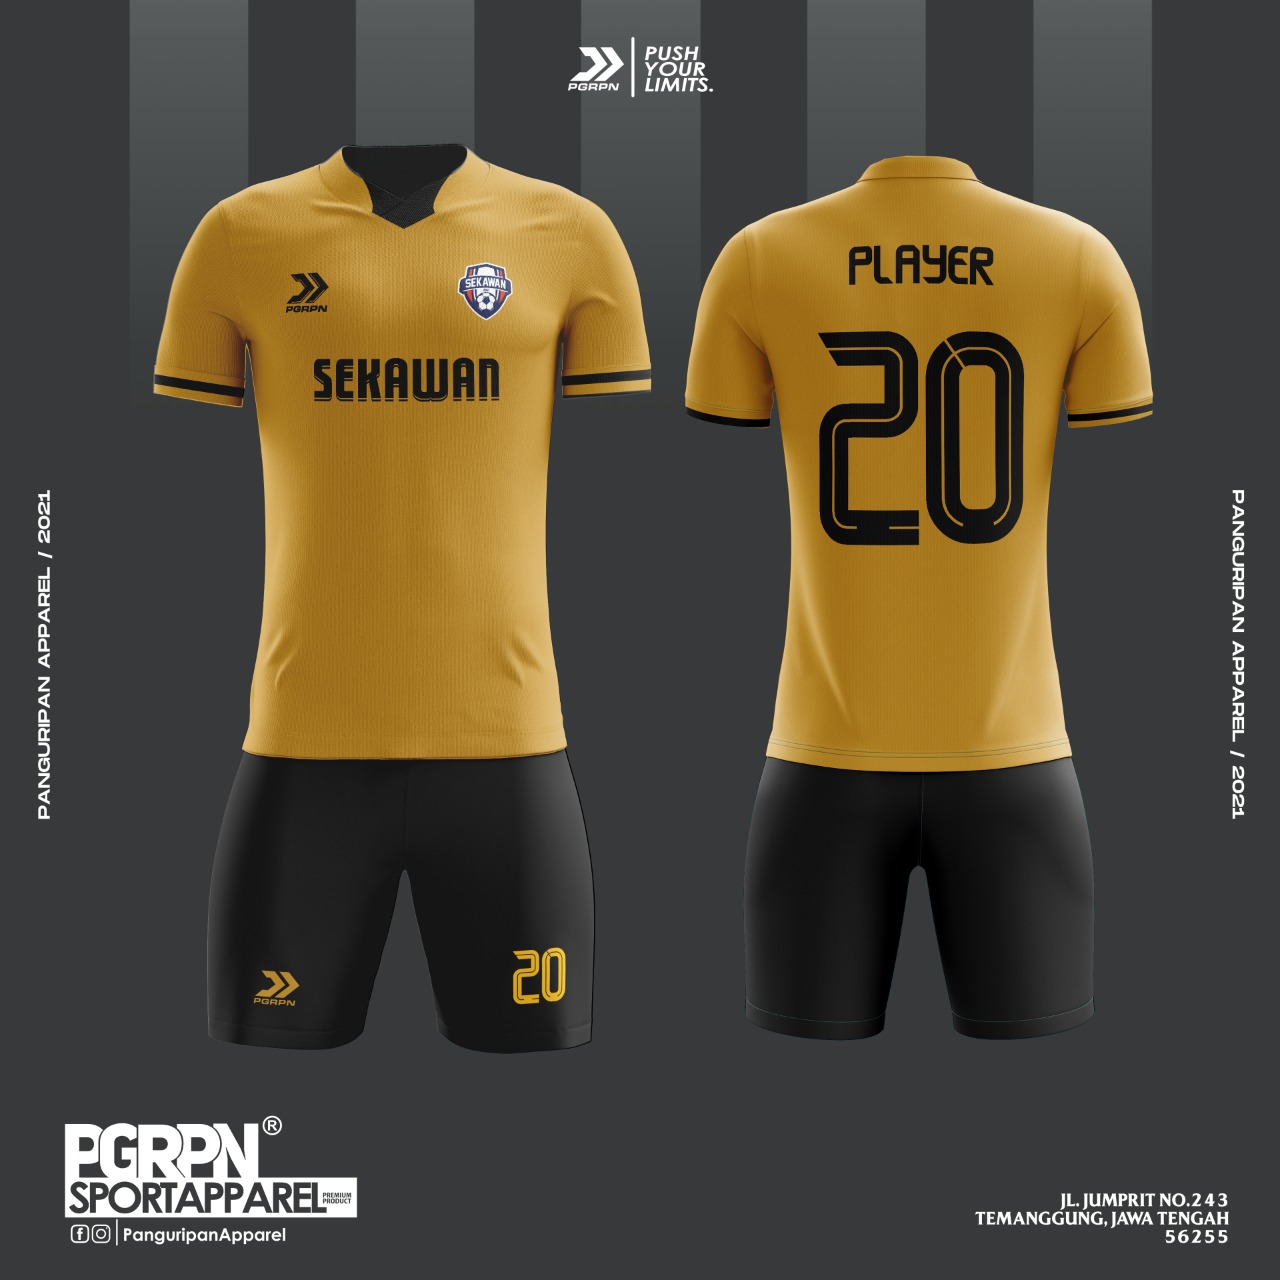 PGRPN
PUSH
YOUR
LIMITS.
PGRPN
SEKAWAN
SEKAWAN
PLAYER
20
PANGURIPAN APPAREL / 2021
PANGURIPAN APPAREL / 2021
PGRPN
20
PGRPN®
SPORTAPPAREL PREMIUM
PRODUCT
PanguripanApparel
JL. JUMPRIT NO.243
TEMANGGUNG, JAWA TENGAH
56255